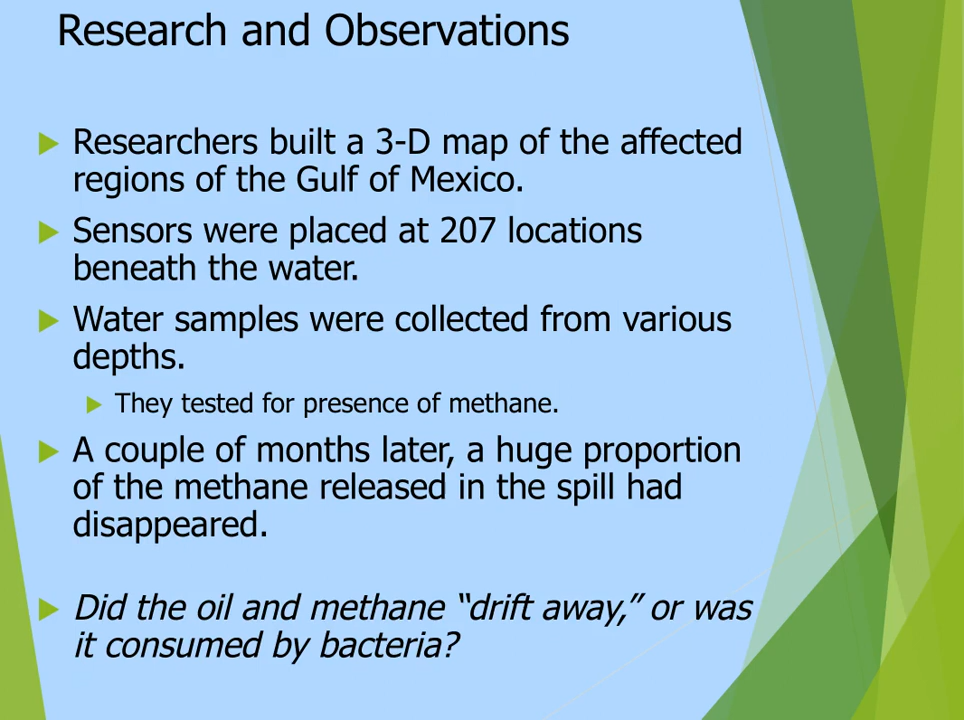 Research and Observations
Researchers built a 3-D map of the affected
regions of the Gulf of Mexico.
Sensors were placed at 207 locations
beneath the water.
Water samples were collected from various
depths.
They tested for presence of methane.
A couple of months later, a huge proportion
of the methane released in the spill had
disappeared.
Did the oil and methane “drift away,” or was
it consumed by bacteria?